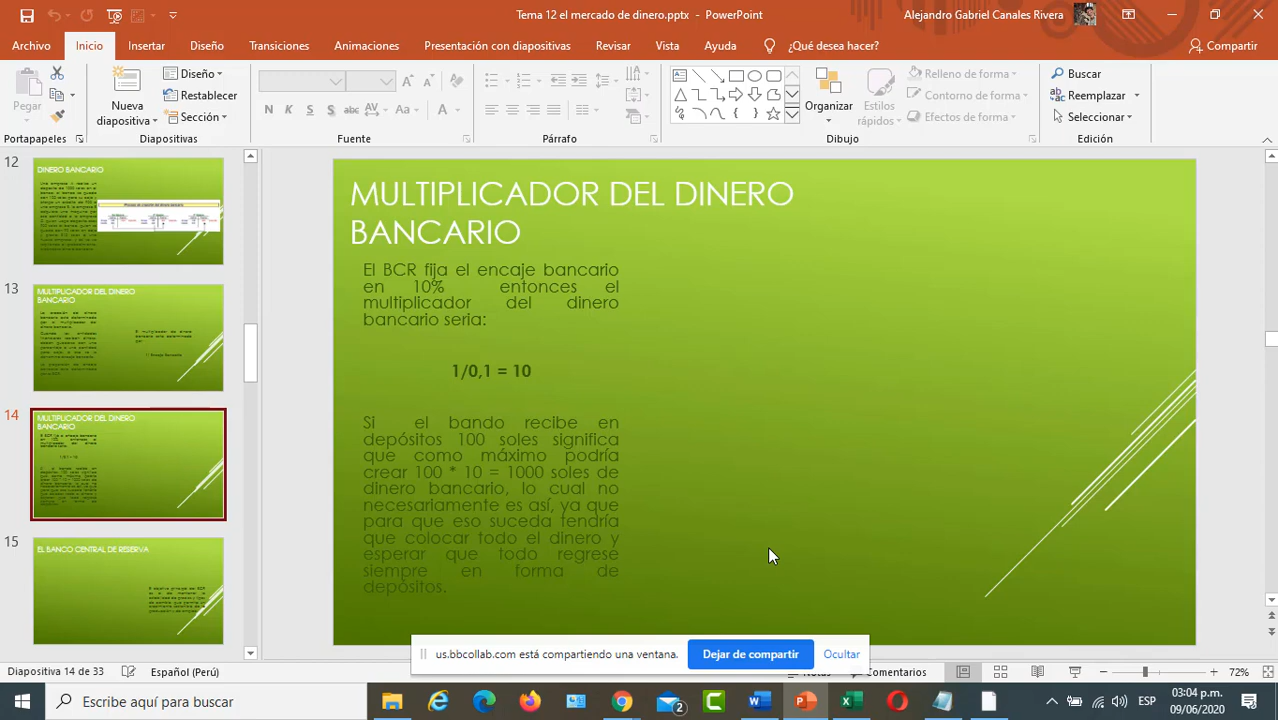 Tema 12 el mercado de dinero.pptx - PowerPoint
Alejandro Gabriel Canales Rivera
Archivo Inicio Insertar Diseño Transiciones Animaciones Presentación con diapositivas Revisar Vista Ayuda ¿Qué desea hacer? Compartir
Pegar
Nueva diapositiva
Diseño
Restablecer
Sección
N K S S abc AV Aa A
Organizar
Estilos rápidos
Relleno de forma
Contorno de forma
Efectos de forma
Buscar
Reemplazar
Seleccionar
Portapapeles Diapositivas Fuente Párrafo Dibujo Edición
12
DINERO BANCARIO
13
MULTIPLICADOR DEL DINERO
BANCARIO
14
MULTIPLICADOR DEL DINERO
BANCARIO
15
EL BANCO CENTRAL DE RESERVA
MULTIPLICADOR DEL DINERO
BANCARIO
El BCR fija el encaje bancario
en 10% entonces el
multiplicador del dinero
bancario seria:
1/0,1 = 10
Si el bando recibe en
depósitos 100 soles significa
que como máximo podría
crear 100 * 10 = 1000 soles de
dinero bancario, lo cual no
necesariamente es así, ya que
para que eso suceda tendría
que colocar todo el dinero y
esperar que todo regrese
siempre en forma de
depósitos.
us.bbcollab.com está compartiendo una ventana. Dejar de compartir Ocultar
Diapositiva 14 de 33 Español (Perú) Notas Comentarios 72%
Escribe aquí para buscar
2
ESP
03:04 p.m.
09/06/2020